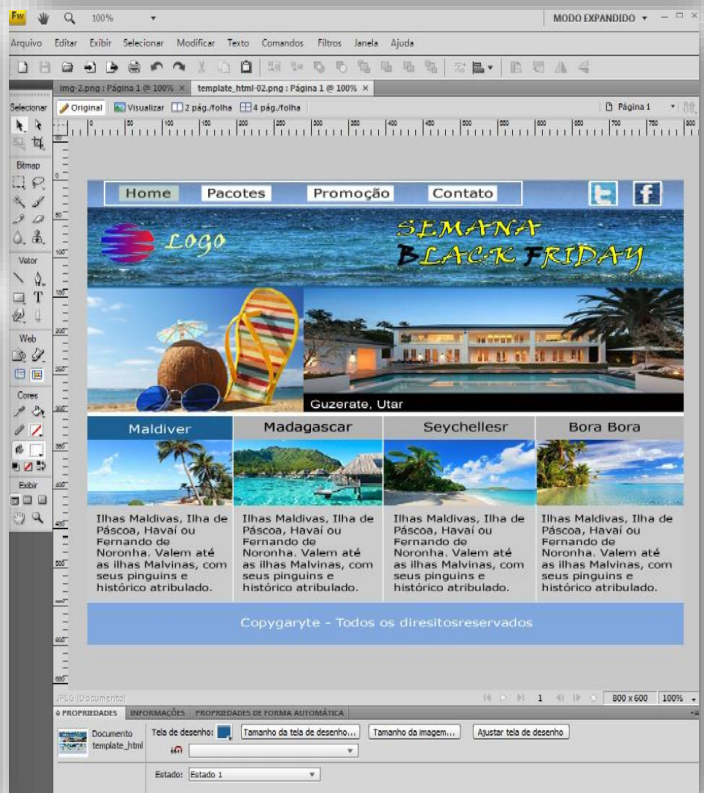 Fw 100% MODO EXPANDIDO
Arquivo Editar Exibir Selecionar Modificar Texto Comandos Filtros Janela Ajuda
img-2.png : Página 1 @ 100% × template_html-02.png : Página 1 @ 100% ×
Selecionar Original Visualizar 2 pág./folha 4 pág./folha Página 1
Bitmap
Vetor
Web
Cores
Exibir
Home Pacotes Promoção Contato
LOGO
SEMANA
BLACK FRIDAY
Guzerate, Utar
Maldiver Madagascar Seychellesr Bora Bora
Ilhas Maldivas, Ilha de
Páscoa, Havaí ou
Fernando de
Noronha. Valem até
as ilhas Malvinas, com
seus pinguins e
histórico atribulado.
Ilhas Maldivas, Ilha de
Páscoa, Havaí ou
Fernando de
Noronha. Valem até
as ilhas Malvinas, com
seus pinguins e
histórico atribulado.
Ilhas Maldivas, Ilha de
Páscoa, Havaí ou
Fernando de
Noronha. Valem até
as ilhas Malvinas, com
seus pinguins e
histórico atribulado.
Ilhas Maldivas, Ilha de
Páscoa, Havaí ou
Fernando de
Noronha. Valem até
as ilhas Malvinas, com
seus pinguins e
histórico atribulado.
Copygaryte - Todos os diresitosreservados
JPEG (Documento) 1 800 x 600 100%
PROPRIEDADES INFORMAÇÕES PROPRIEDADES DE FORMA AUTOMÁTICA
Documento Tela de desenho: Tamanho da tela de desenho... Tamanho da imagem... Ajustar tela de desenho
template_html
Estado: Estado 1